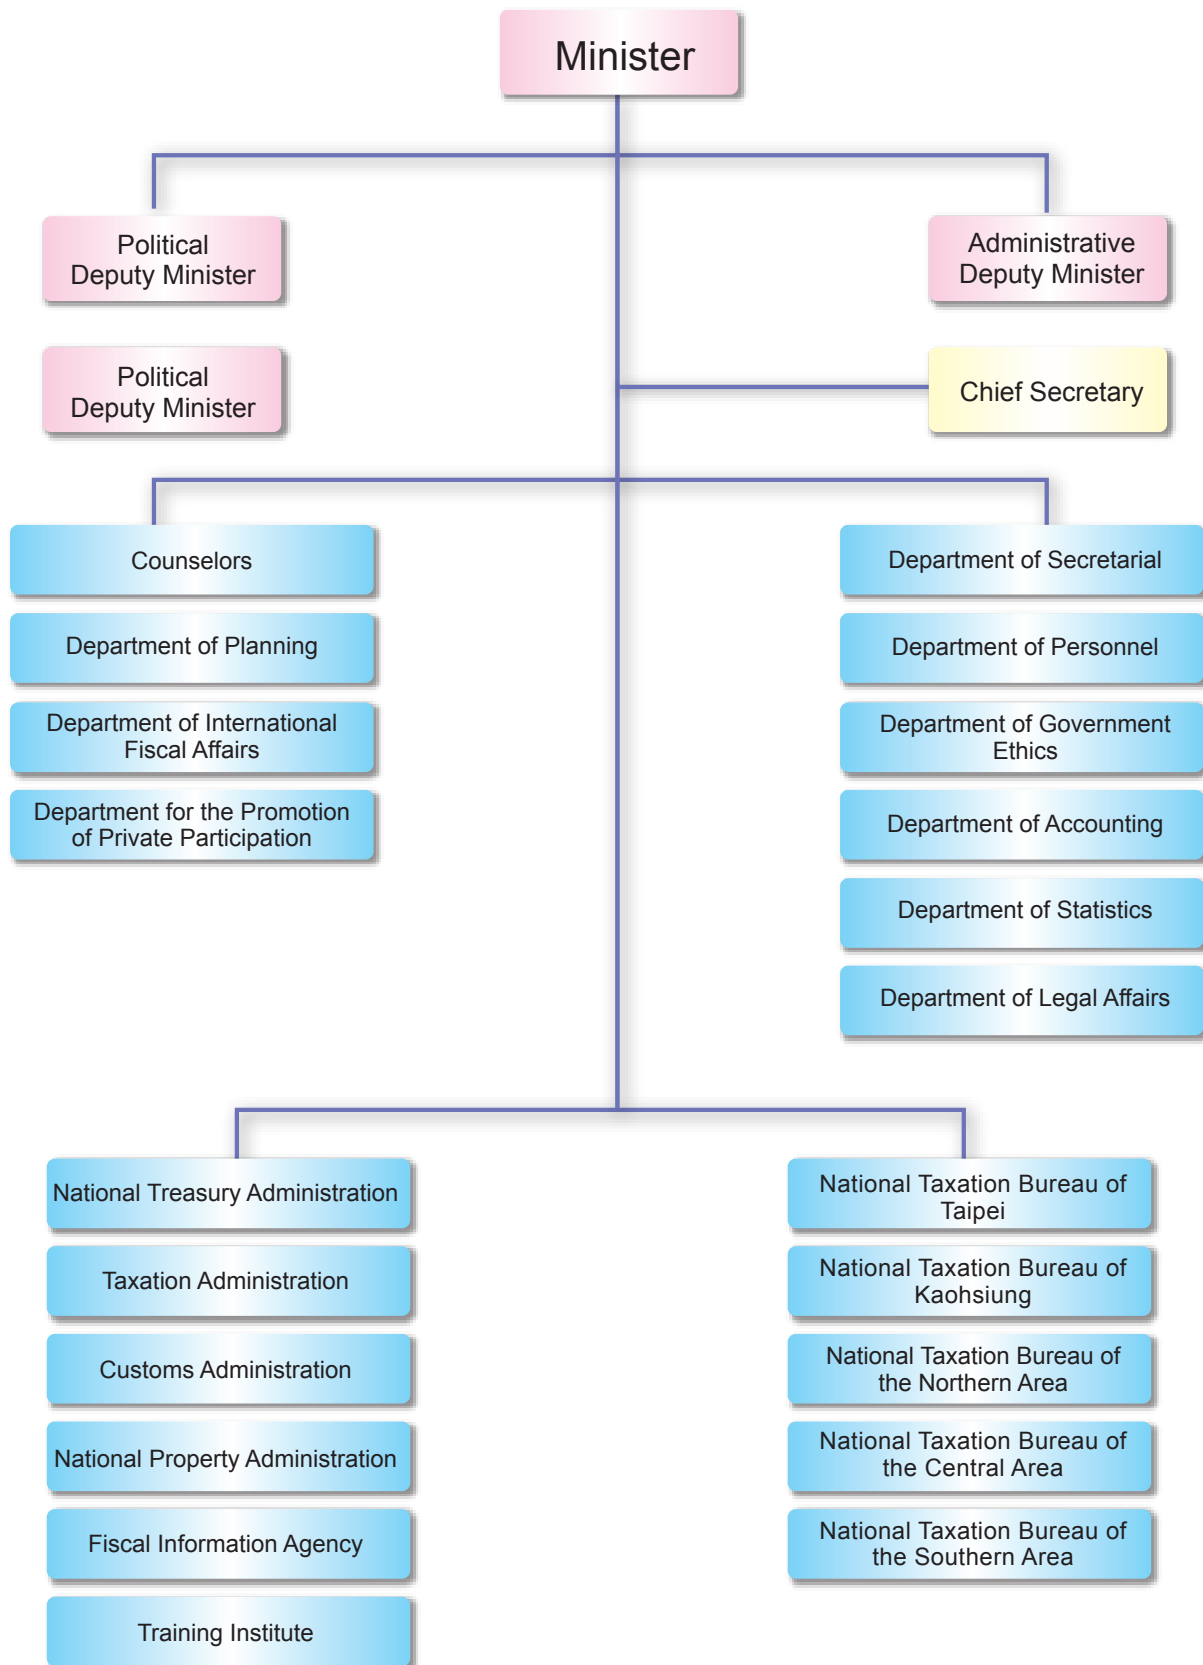 Minister
Political
Deputy Minister
Administrative
Deputy Minister
Political
Deputy Minister
Chief Secretary
Counselors
Department of Planning
Department of International
Fiscal Affairs
Department for the Promotion
of Private Participation
Department of Secretarial
Department of Personnel
Department of Government
Ethics
Department of Accounting
Department of Statistics
Department of Legal Affairs
National Treasury Administration
Taxation Administration
Customs Administration
National Property Administration
Fiscal Information Agency
Training Institute
National Taxation Bureau of
Taipei
National Taxation Bureau of
Kaohsiung
National Taxation Bureau of
the Northern Area
National Taxation Bureau of
the Central Area
National Taxation Bureau of
the Southern Area